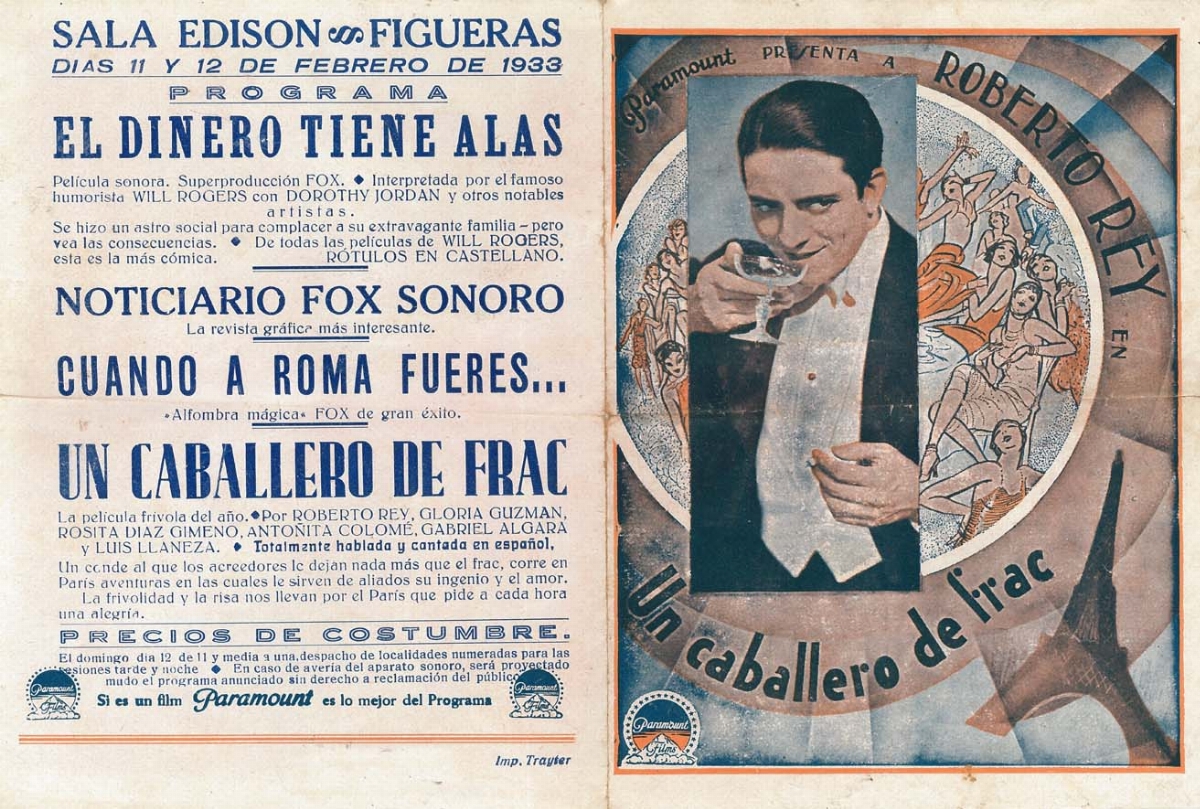 SALA EDISON FIGUERAS
DIAS 11 Y 12 DE FEBRERO DE 1933
PROGRAMA
EL DINERO TIENE ALAS
Película sonora. Superproducción FOX. ◆ Interpretada por el famoso
humorista WILL ROGERS con DOROTHY JORDAN y otros notables
artistas.
Se hizo un astro social para complacer a su extravagante familia - pero
vea las consecuencias. ◆ De todas las películas de WILL ROGERS,
esta es la más cómica. ROTULOS EN CASTELLANO.
NOTICIARIO FOX SONORO
La revista gráfica más interesante.
CUANDO A ROMA FUERES...
«Alfombra mágica« FOX de gran éxito.
UN CABALLERO DE FRAC
La película frívola del año. ◆ Por ROBERTO REY, GLORIA GUZMAN,
ROSITA DIAZ GIMENO, ANTOÑITA COLOMÉ, GABRIEL ALGARA
y LUIS LLANEZA. ◆ Totalmente hablada y cantada en español,
Un conde al que los acreedores le dejan nada más que el frac, corre en
París aventuras en las cuales le sirven de aliados su ingenio y el amor.
La frivolidad y la risa nos llevan por el París que pide a cada hora
una alegría.
PRECIOS DE COSTUMBRE.
El domingo dia 12 de 11 y media a una, despacho de localidades numeradas para las
sesiones tarde y noche ◆ En caso de avería del aparato sonoro, será proyectado
mudo el programa anunciado sin derecho a reclamación del público
Paramount Films
Si es un film Paramount es lo mejor del Programa
Paramount Films
Imp. Trayter
Paramount PRESENTA A ROBERTO REY
EN
Un caballero de frac
Paramount Films